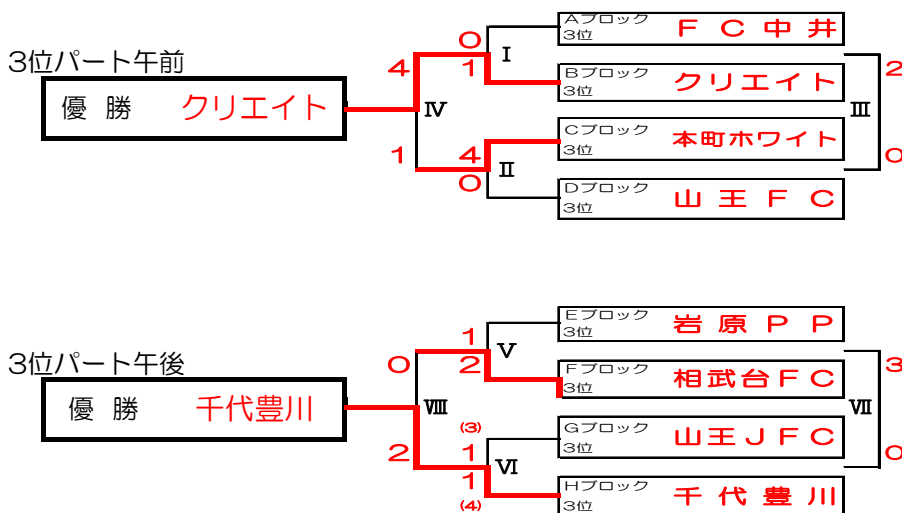 3位パート午前
優 勝 クリエイト
4
1
Ⅳ
0
1
Ⅰ
4
0
Ⅱ
Aブロック
3位
FC中井
Bブロック
3位
クリエイト
Cブロック
3位
本町ホワイト
Dブロック
3位
山王FC
Ⅲ
2
0
3位パート午後
優 勝 千代豊川
0
2
Ⅷ
1
2
Ⅴ
(3)
1
1
(4)
Ⅵ
Eブロック
3位
岩原PP
Fブロック
3位
相武台FC
Gブロック
3位
山王JFC
Hブロック
3位
千代豊川
Ⅶ
3
0